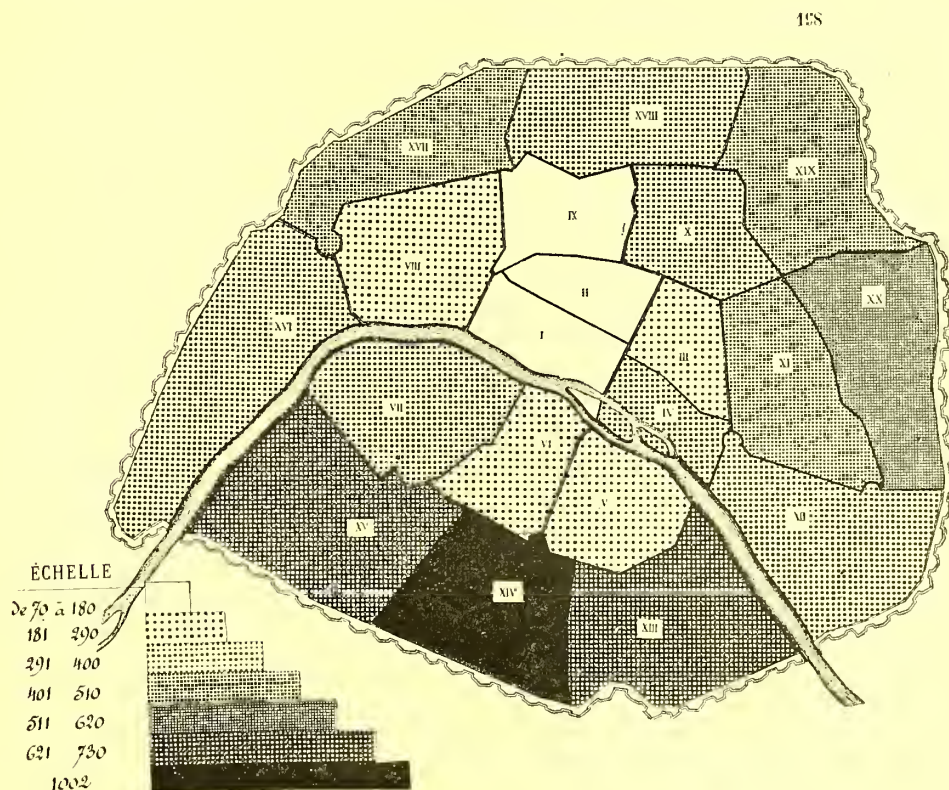 198
XVII
XVIII
XIX
IX
X
VIII
XX
II
XVI
I
III
XI
VII
IV
VI
V
XV
XII
XIV
XIII
ÉCHELLE
de 70 à 180
181 290
291 400
401 510
511 620
621 730
1002